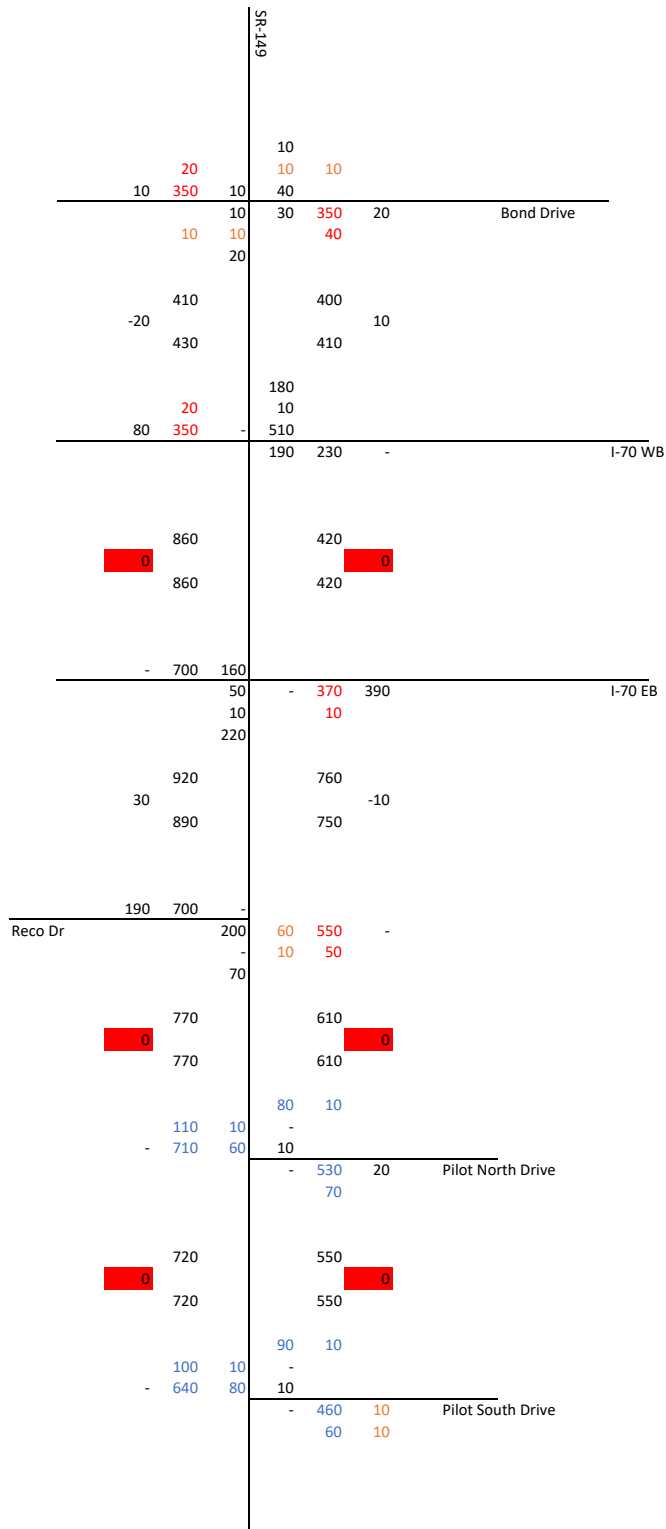 SR-149
10
20 10 10
10 350 10 40
10 30 350 20 Bond Drive
10 10 40
20
410 400
-20 10
430 410
180
20 10
80 350 - 510
190 230 - I-70 WB
860 420
0 0
860 420
- 700 160
50 - 370 390 I-70 EB
10 10
220
920 760
30 -10
890 750
190 700 -
Reco Dr 200 60 550 -
- 10 50
70
770 610
0 0
770 610
80 10
110 10 -
- 710 60 10
- 530 20 Pilot North Drive
70
720 550
0 0
720 550
90 10
100 10 -
- 640 80 10
- 460 10 Pilot South Drive
60 10